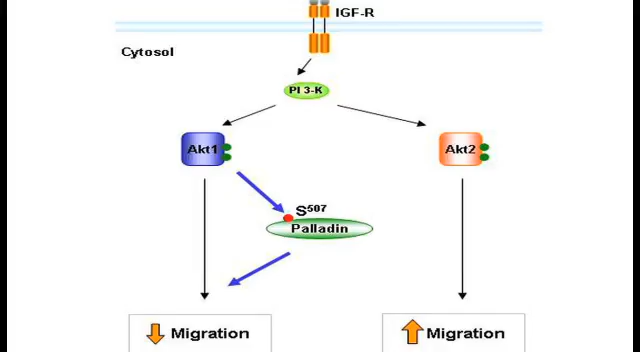 IGF-R
Cytosol
PI 3-K
Akt1
Akt2
S507
Palladin
Migration
Migration